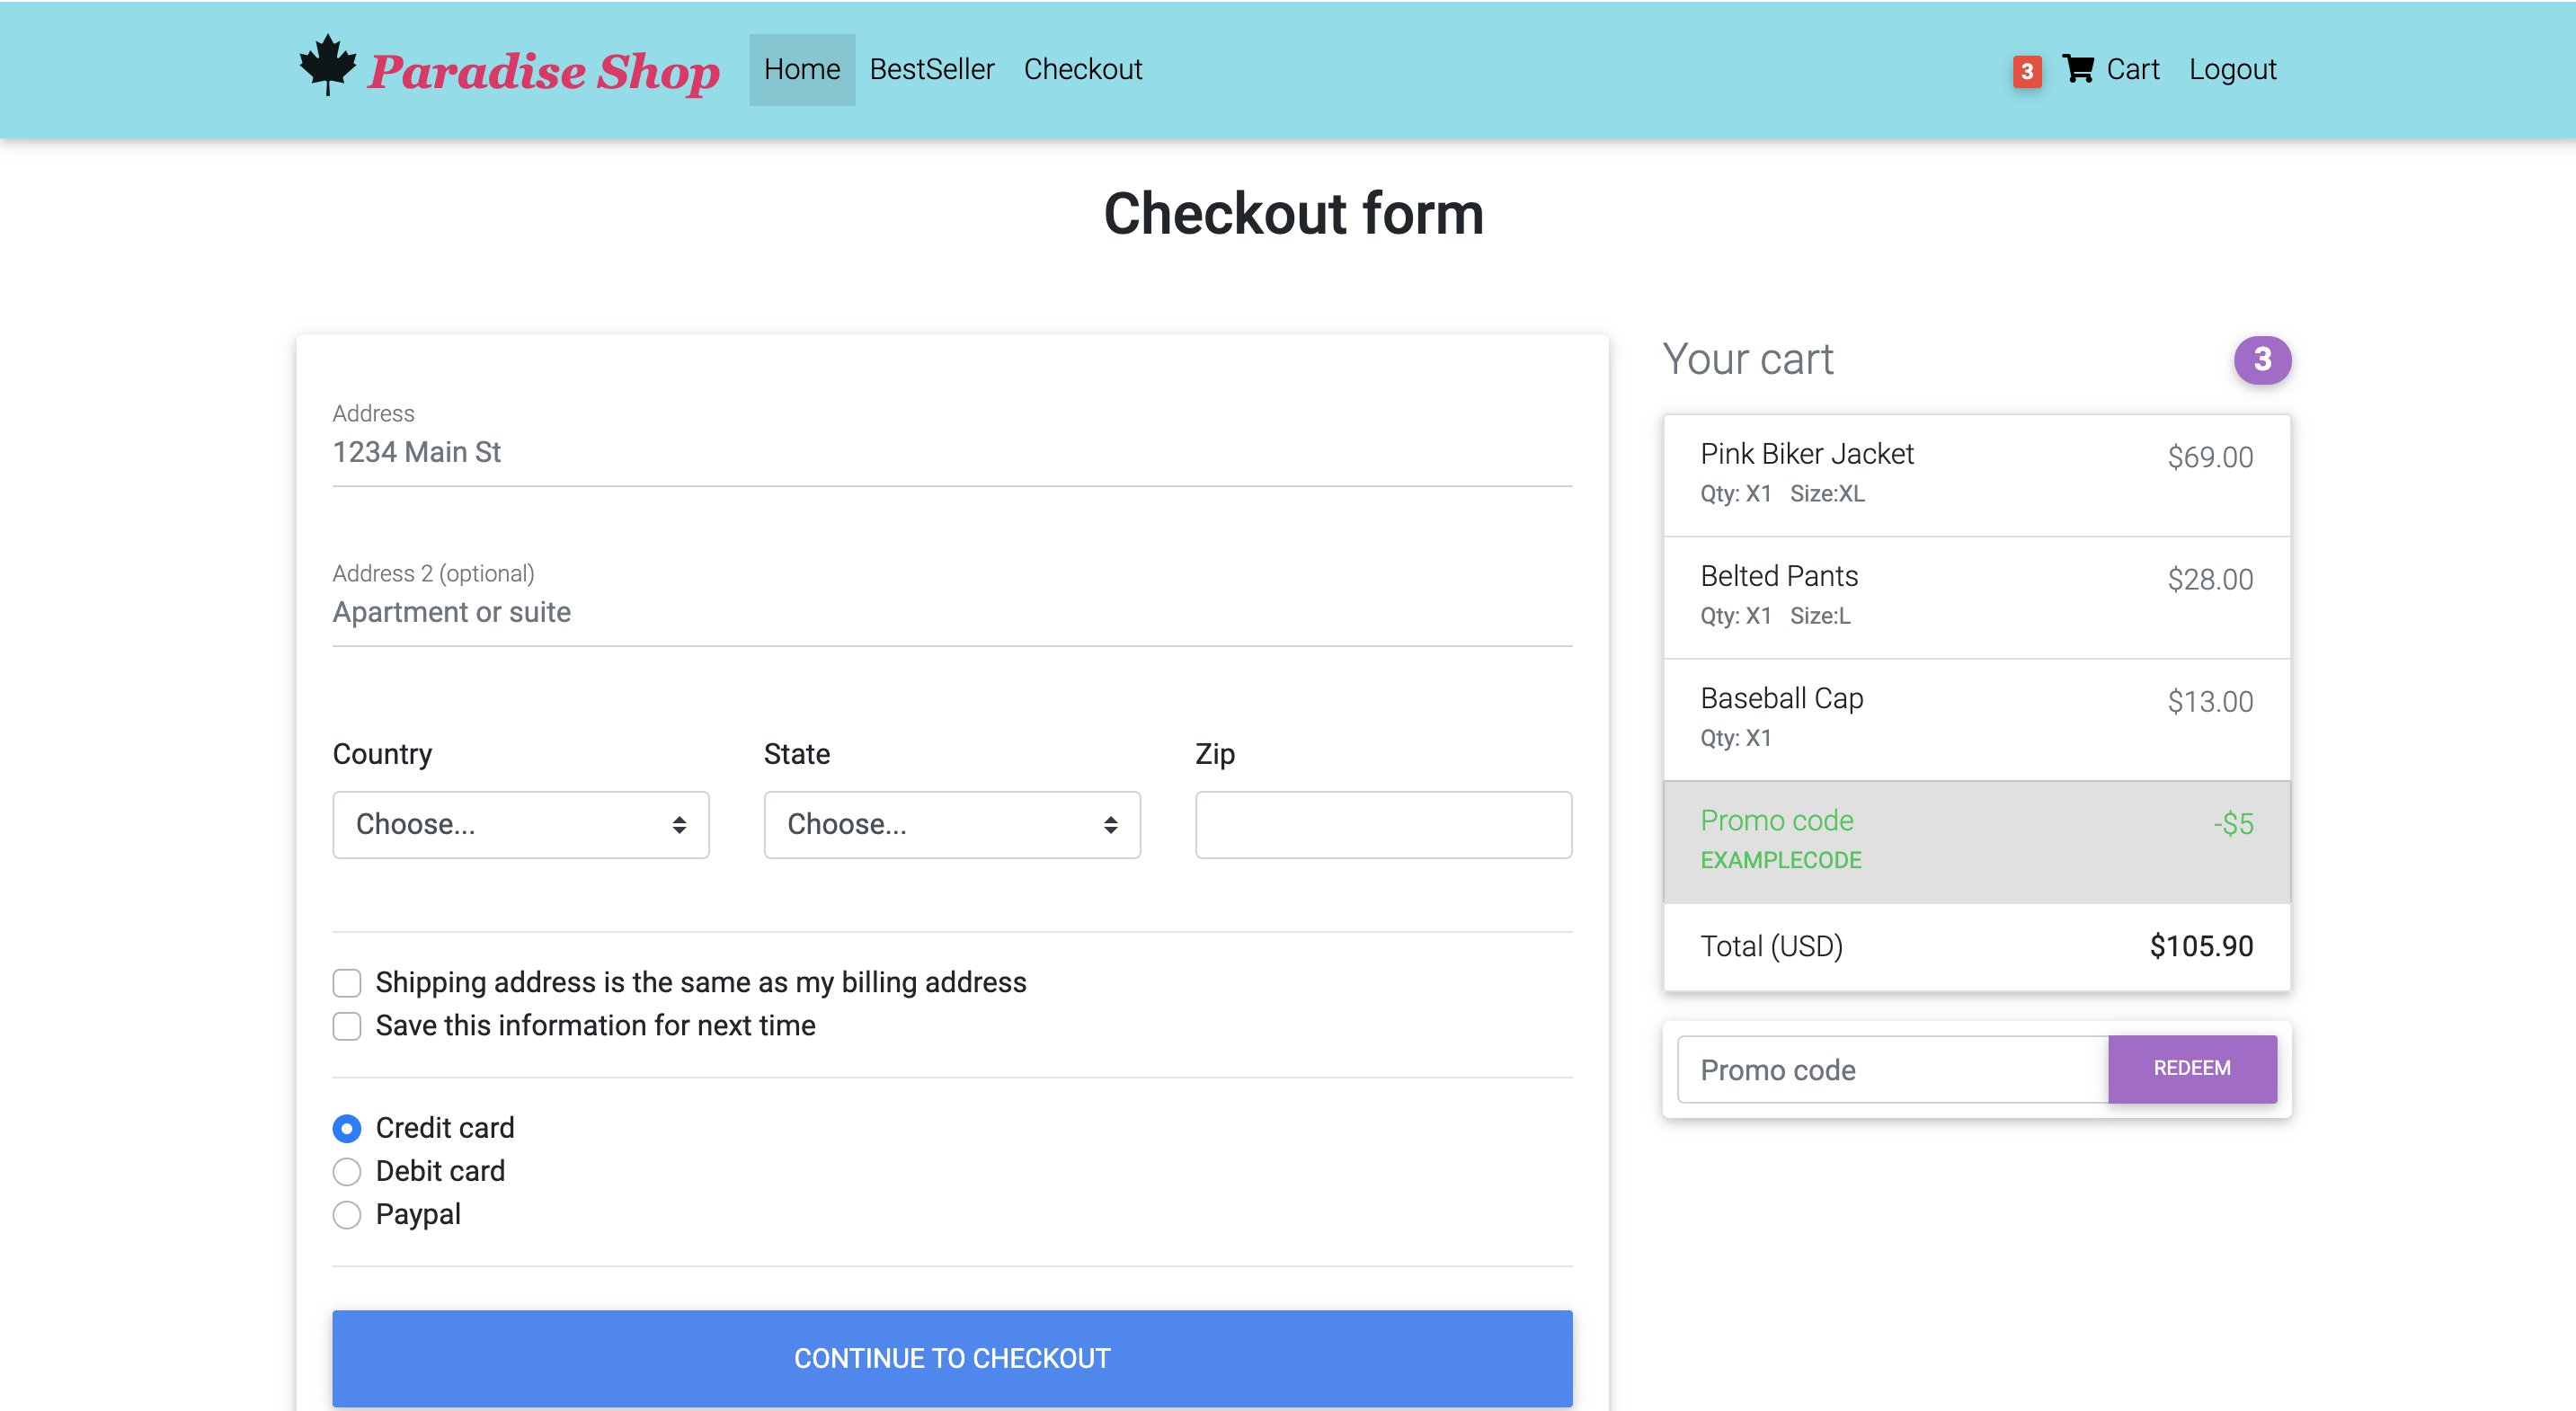 Paradise Shop Home BestSeller Checkout 3 Cart Logout
Checkout form
Address
1234 Main St
Address 2 (optional)
Apartment or suite
Country State Zip
Choose... Choose...
Shipping address is the same as my billing address
Save this information for next time
Credit card
Debit card
Paypal
CONTINUE TO CHECKOUT
Your cart 3
Pink Biker Jacket $69.00
Qty: X1 Size:XL
Belted Pants $28.00
Qty: X1 Size:L
Baseball Cap $13.00
Qty: X1
Promo code -$5
EXAMPLECODE
Total (USD) $105.90
Promo code REDEEM